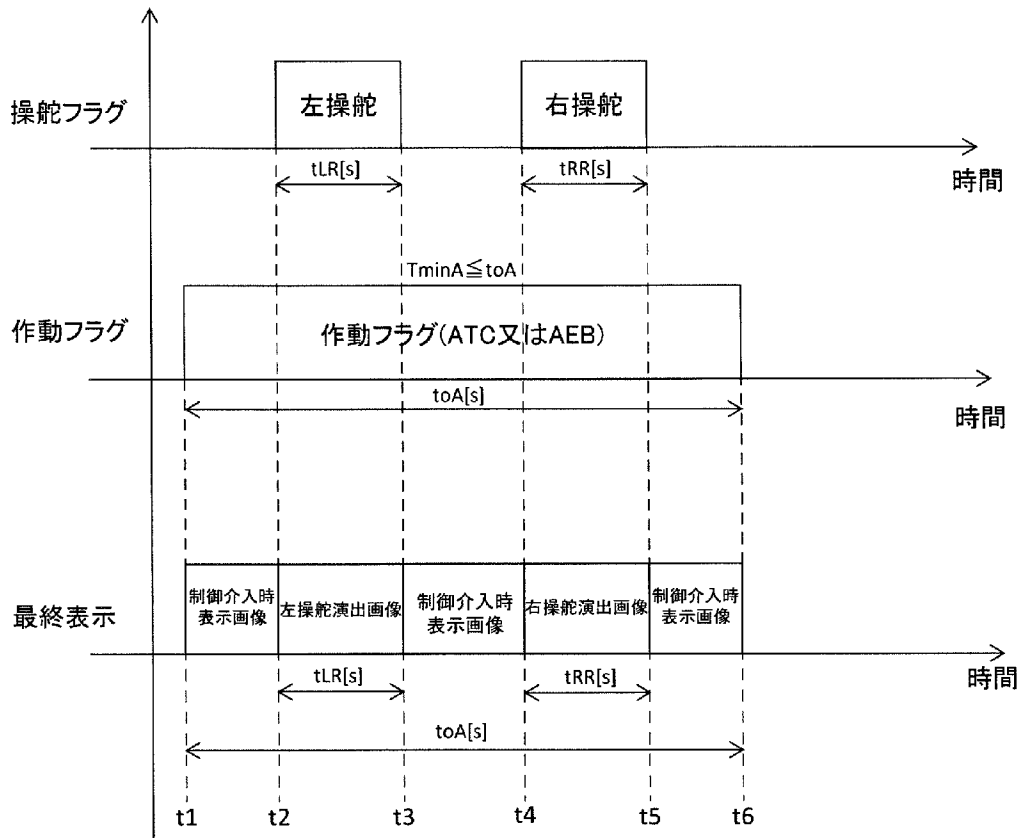 操舵フラグ
左操舵
右操舵
tLR[s]
tRR[s]
時間
TminA≦toA
作動フラグ
作動フラグ(ATC又はAEB)
toA[s]
時間
最終表示
制御介入時
表示画像
左操舵演出画像
制御介入時
表示画像
右操舵演出画像
制御介入時
表示画像
時間
tLR[s]
tRR[s]
toA[s]
t1
t2
t3
t4
t5
t6